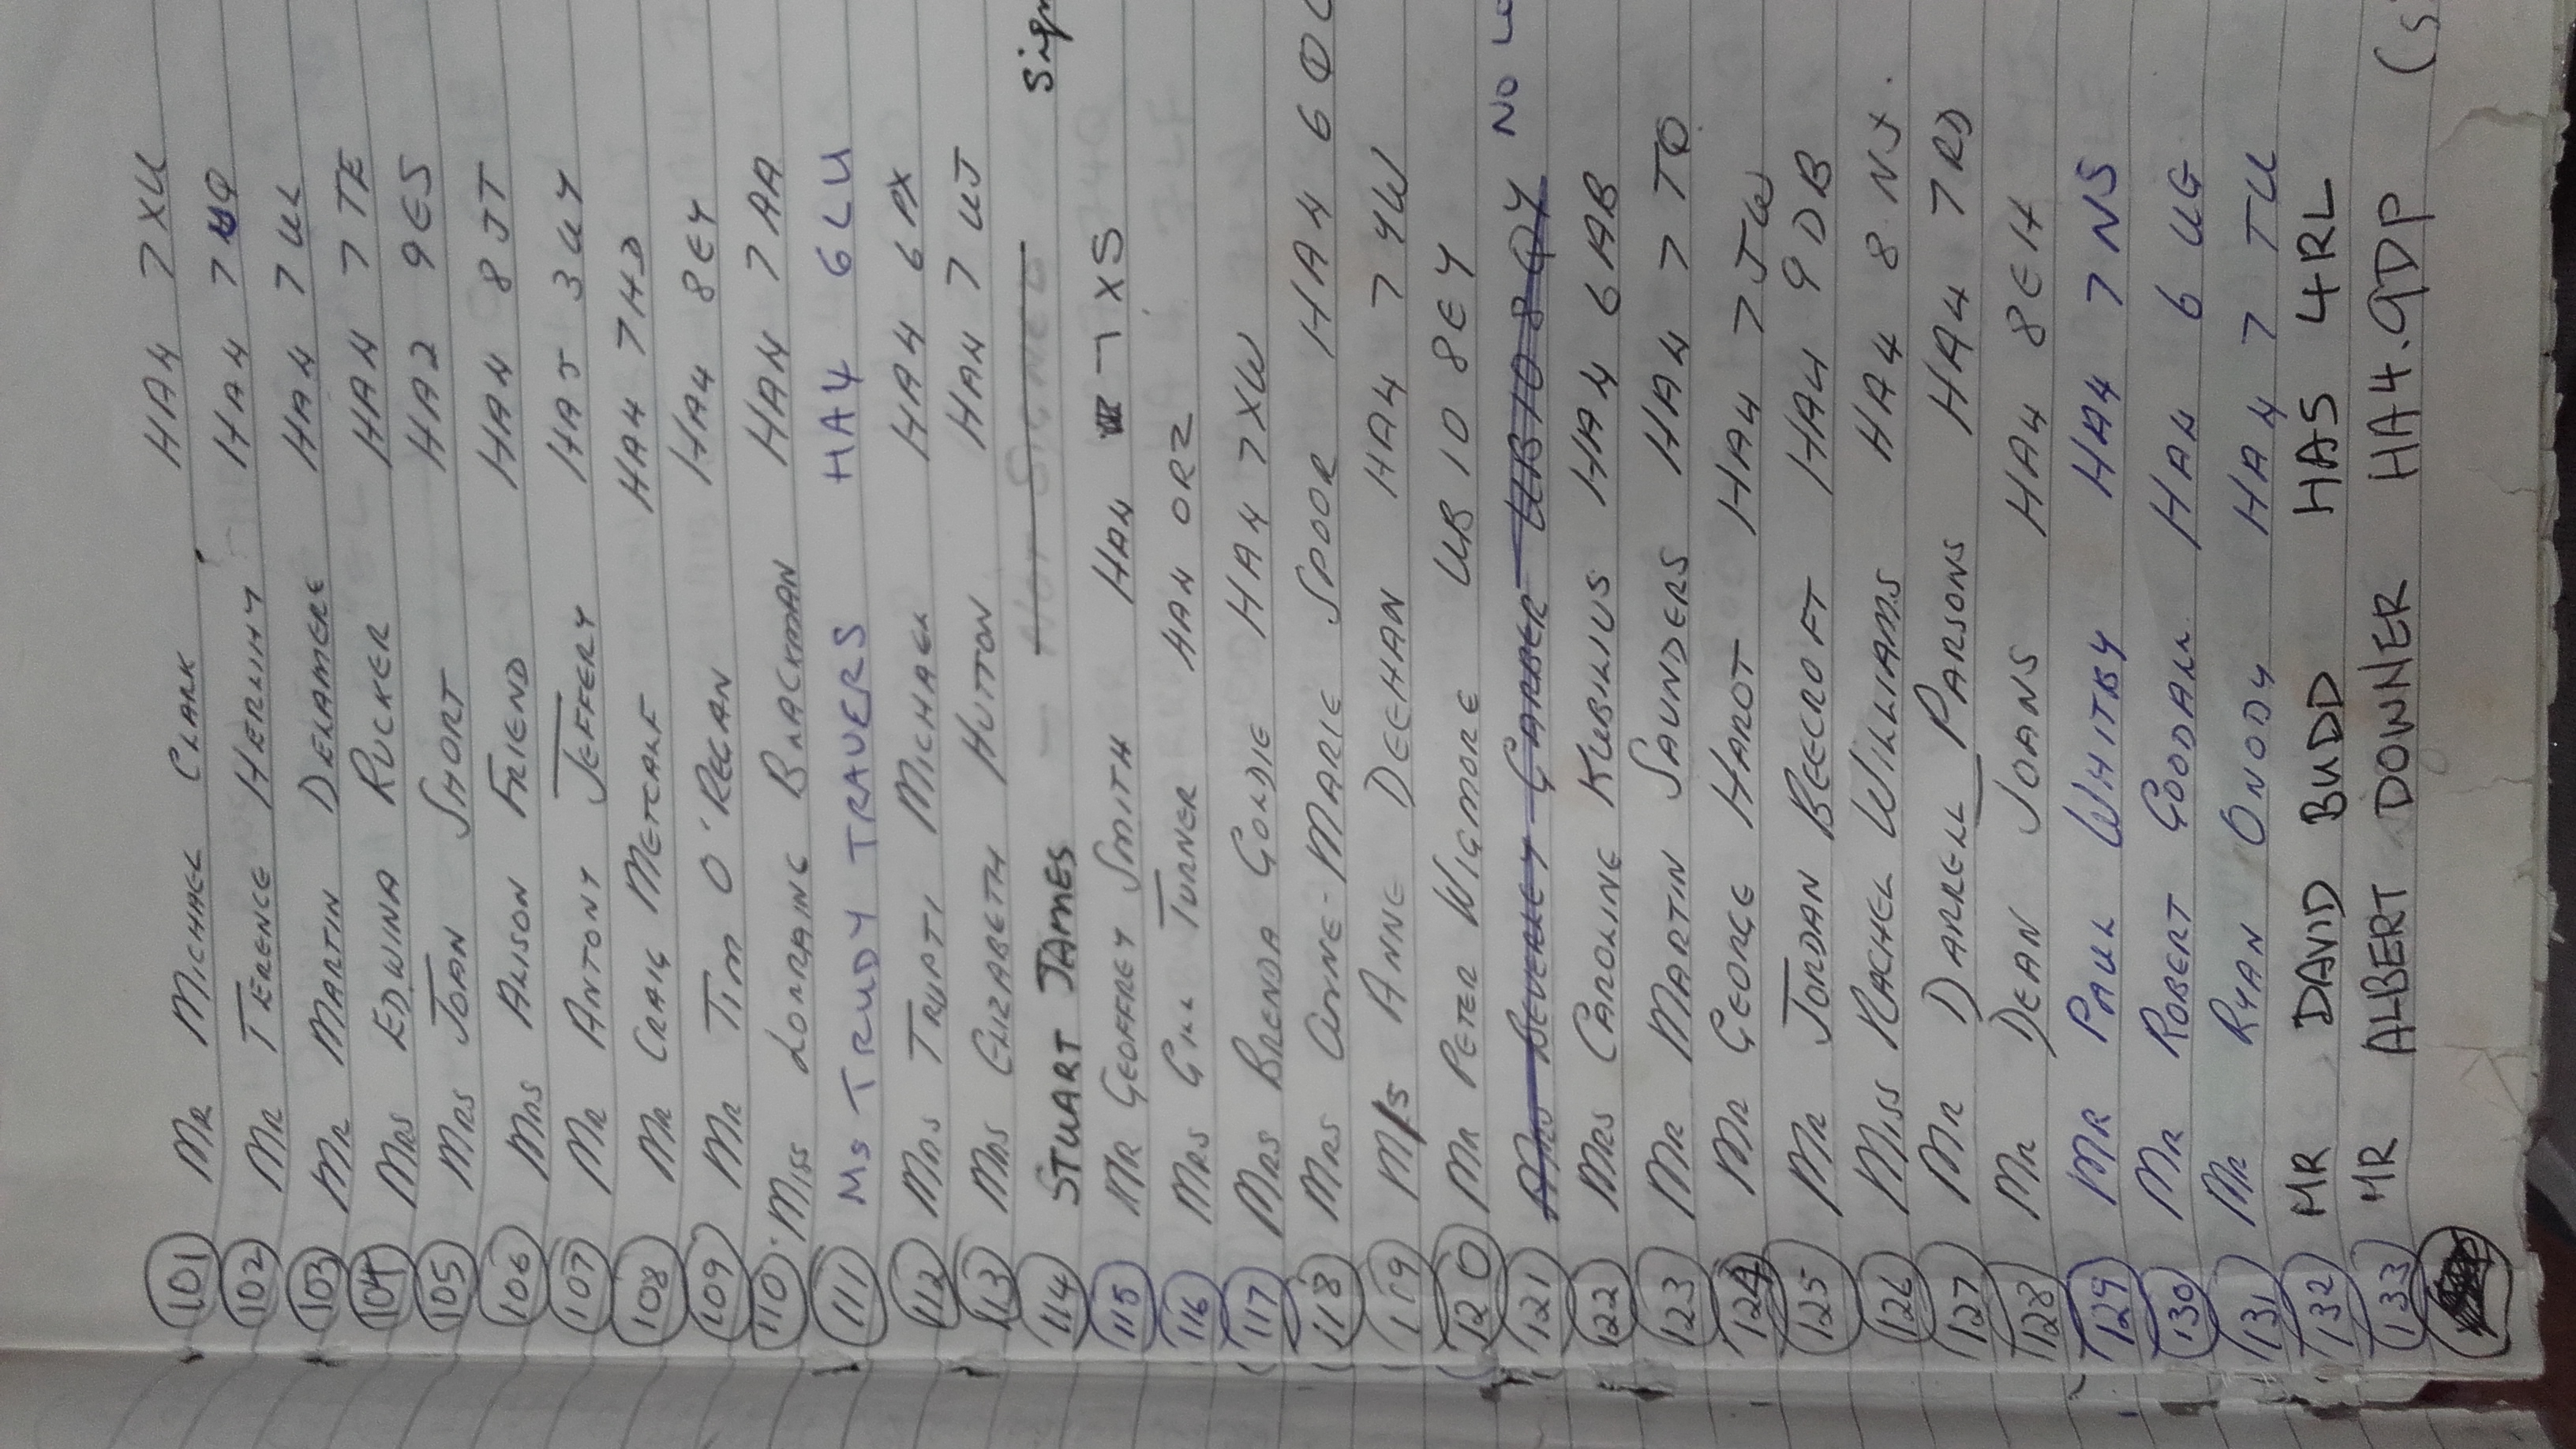 101 MR MICHAEL CLARK HA4 7XU
102 MR TERENCE HERLIHY HA4 7UQ
103 MR MARTIN DELAMERE HA4 7UL
104 MRS EDWINA RUCKER HA4 7TE
105 MRS JOAN SHORT HA2 9ES
106 MRS ALISON FRIEND HA4 8JT
107 MR ANTONY JEFFERY HA5 3UY
108 MR CRAIG METCALF HA4 7HD
109 MR TIM O'REGAN HA4 8EY
110 MISS LORRAINE BLACKMAN HA4 7AA
111 MS TRUDY TRAVERS HA4 6LU
112 MRS TRUPTI MICHAEL HA4 6PX
113 MRS ELIZABETH HUTTON HA4 7UJ
114 STUART JAMES - NOT SIGNED Sign
115 MR GEOFFREY SMITH HA4 7XS
116 MRS GILL TURNER HA4 0RZ
117 MRS BRENDA GOLDIE HA4 7XW
118 MRS ANNE-MARIE SPOOR HA4 6Q
119 M/S ANNE DEEHAN HA4 7YW
120 MR PETER WIGMORE UB10 8EY
121 MRS BEVERLEY GARBER UB10 8QY NO LO
122 MRS CAROLINE KUBILIUS HA4 6AB
123 MR MARTIN SAUNDERS HA4 7TQ
124 MR GEORGE HAROT HA4 7JW
125 MR JORDAN BEECROFT HA4 9DB
126 MISS RACHEL WILLIAMS HA4 8NJ.
127 MR DARRELL PARSONS HA4 7RD
128 MR DEAN JOANS HA4 8EH
129 MR PAUL WHITBY HA4 7NS
130 MR ROBERT GOODALL HA4 6UG
131 MR RYAN ONODY HA4 7TU
132 MR DAVID BUDD HA5 4RL
133 MR ALBERT DOWNER HA4.9DP (s